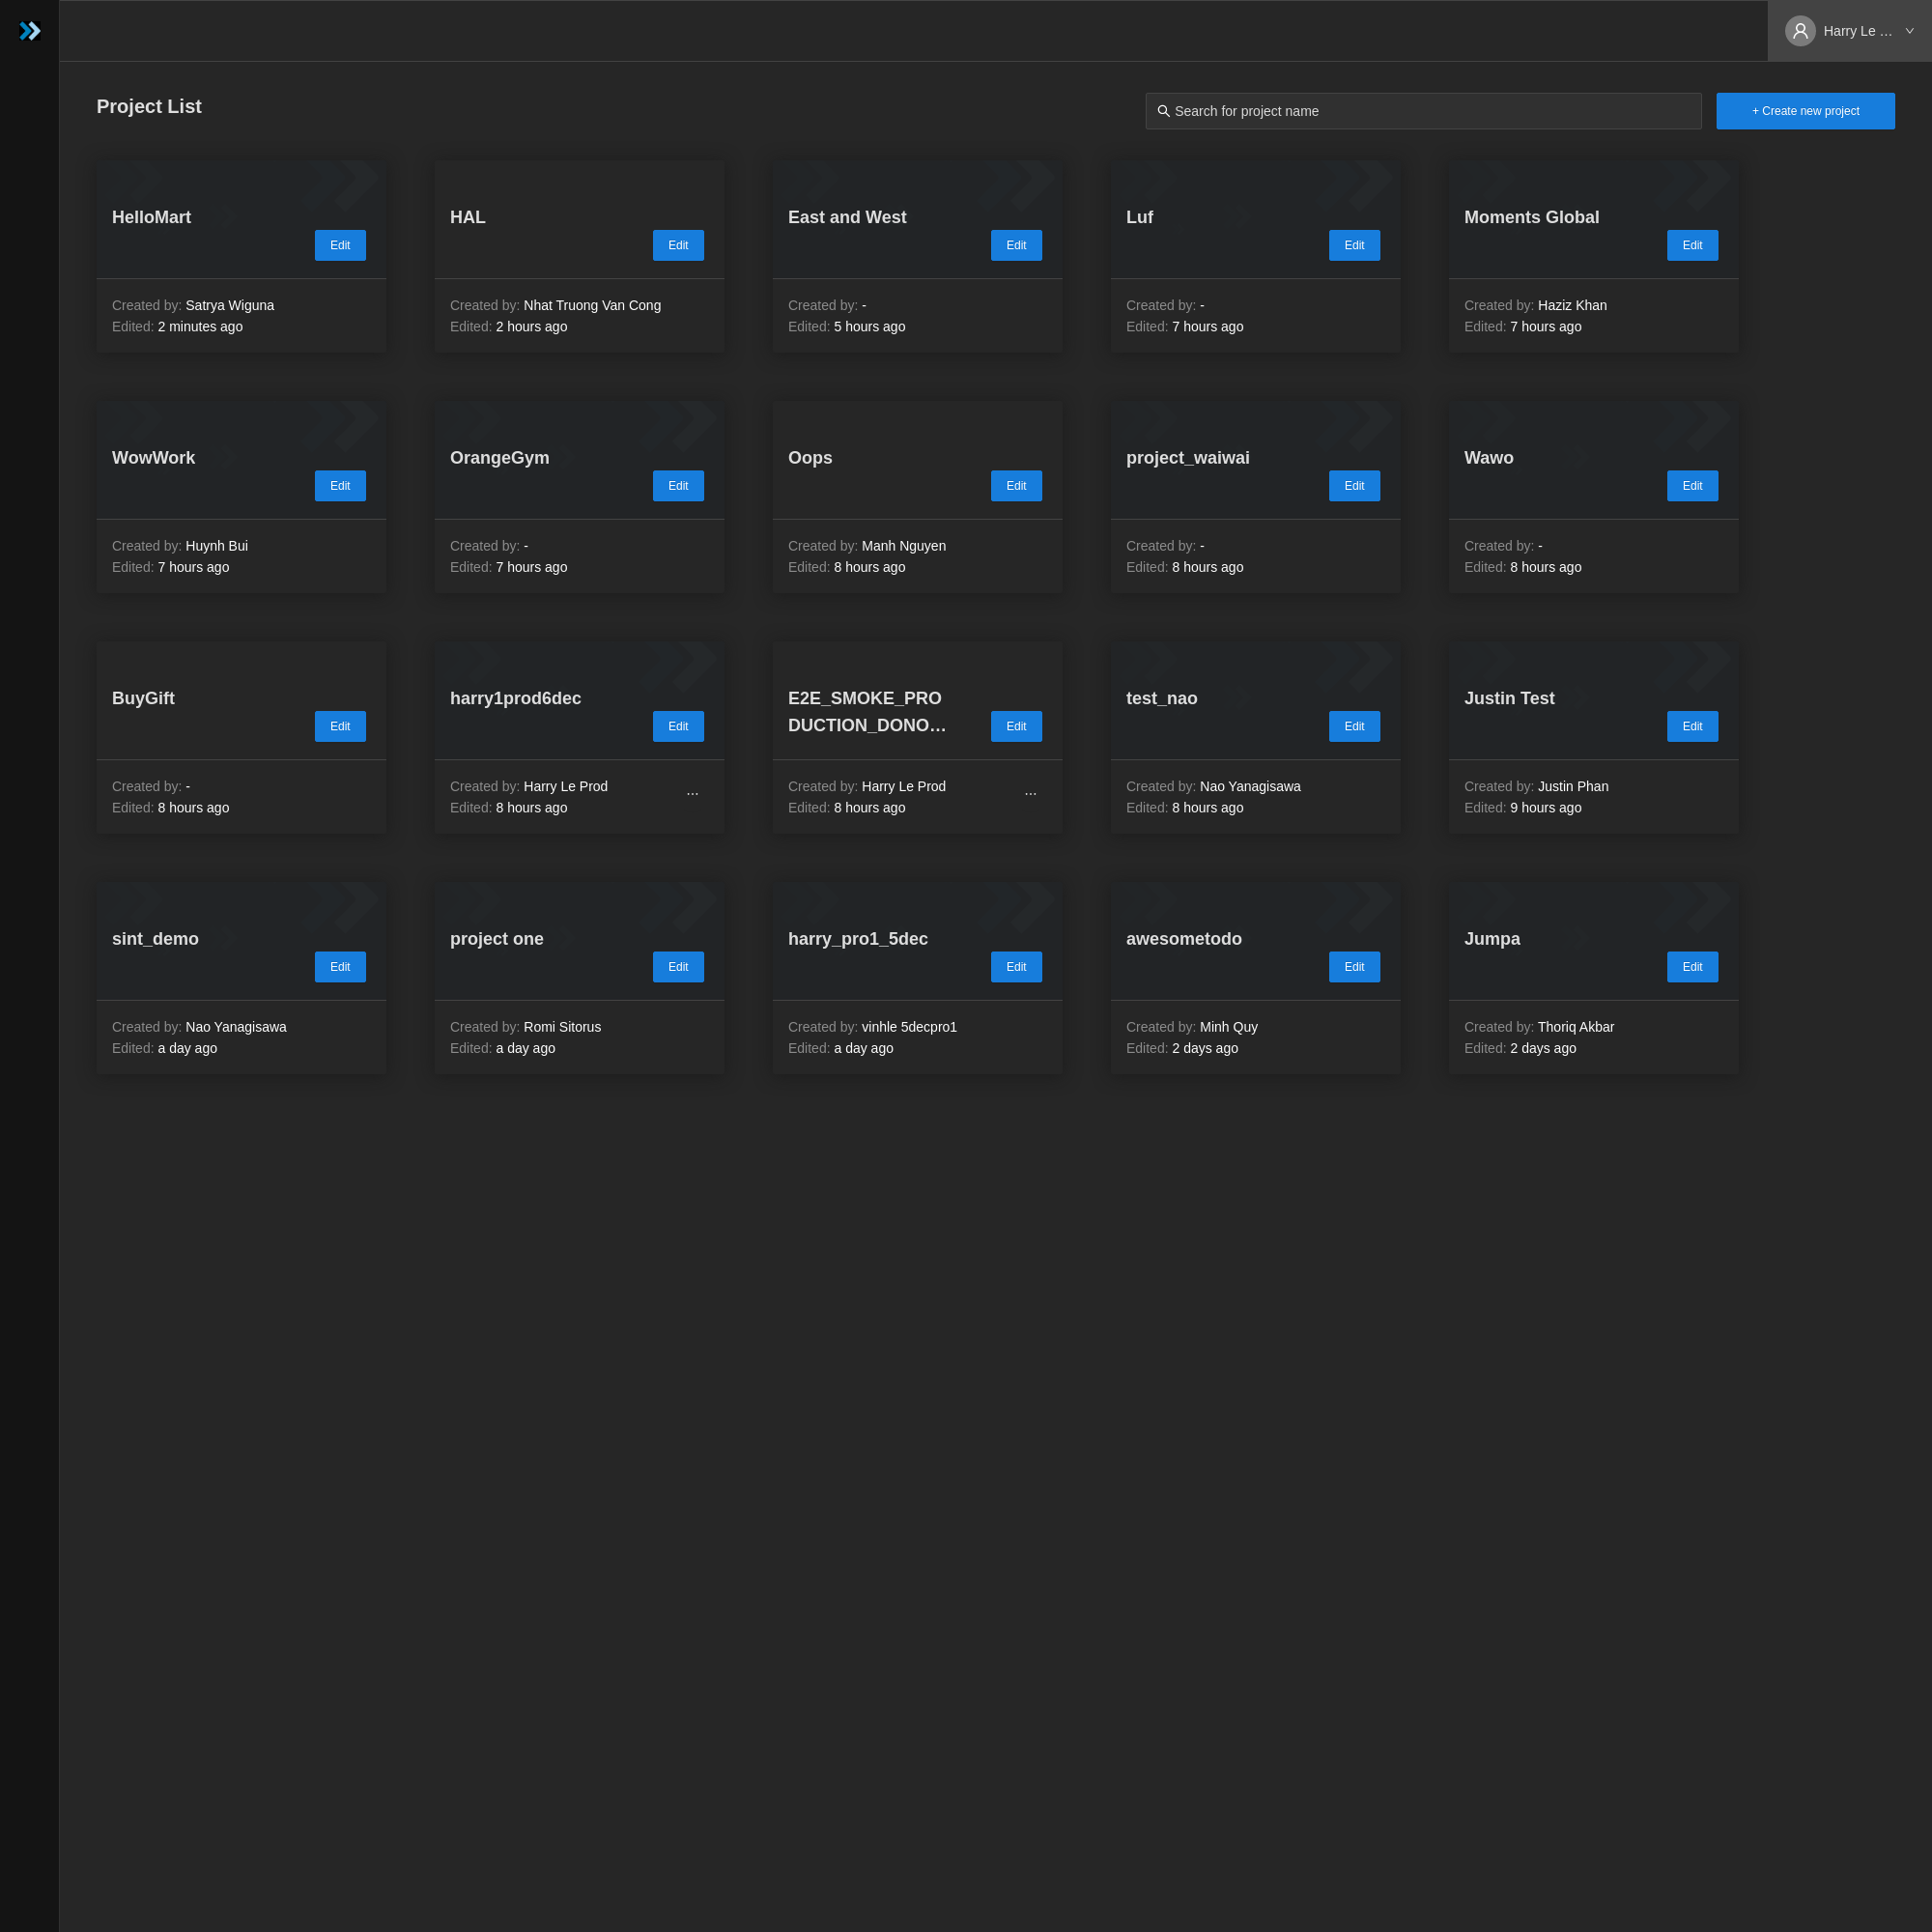 Harry Le …
Project List
Search for project name
+ Create new project
HelloMart
Edit
Created by: Satrya Wiguna
Edited: 2 minutes ago
HAL
Edit
Created by: Nhat Truong Van Cong
Edited: 2 hours ago
East and West
Edit
Created by: -
Edited: 5 hours ago
Luf
Edit
Created by: -
Edited: 7 hours ago
Moments Global
Edit
Created by: Haziz Khan
Edited: 7 hours ago
WowWork
Edit
Created by: Huynh Bui
Edited: 7 hours ago
OrangeGym
Edit
Created by: -
Edited: 7 hours ago
Oops
Edit
Created by: Manh Nguyen
Edited: 8 hours ago
project_waiwai
Edit
Created by: -
Edited: 8 hours ago
Wawo
Edit
Created by: -
Edited: 8 hours ago
BuyGift
Edit
Created by: -
Edited: 8 hours ago
harry1prod6dec
Edit
Created by: Harry Le Prod
Edited: 8 hours ago
...
E2E_SMOKE_PRO
DUCTION_DONO…
Edit
Created by: Harry Le Prod
Edited: 8 hours ago
...
test_nao
Edit
Created by: Nao Yanagisawa
Edited: 8 hours ago
Justin Test
Edit
Created by: Justin Phan
Edited: 9 hours ago
sint_demo
Edit
Created by: Nao Yanagisawa
Edited: a day ago
project one
Edit
Created by: Romi Sitorus
Edited: a day ago
harry_pro1_5dec
Edit
Created by: vinhle 5decpro1
Edited: a day ago
awesometodo
Edit
Created by: Minh Quy
Edited: 2 days ago
Jumpa
Edit
Created by: Thoriq Akbar
Edited: 2 days ago